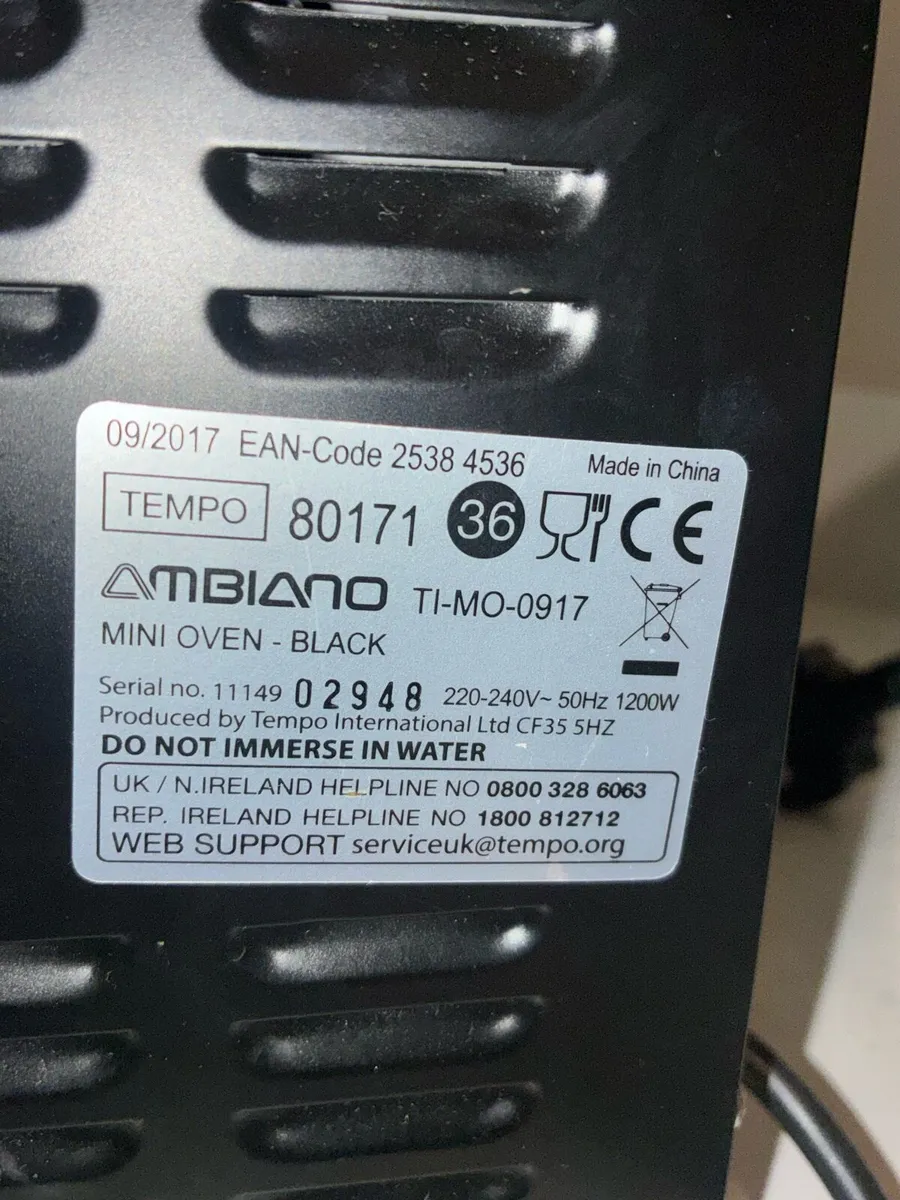 09/2017 EAN-Code 2538 4536 Made in China
TEMPO 80171 36 CE
AMBIANO TI-MO-0917
MINI OVEN - BLACK
Serial no. 11149 02948 220-240V~ 50Hz 1200W
Produced by Tempo International Ltd CF35 5HZ
DO NOT IMMERSE IN WATER
UK / N.IRELAND HELPLINE NO 0800 328 6063
REP. IRELAND HELPLINE NO 1800 812712
WEB SUPPORT serviceuk@tempo.org